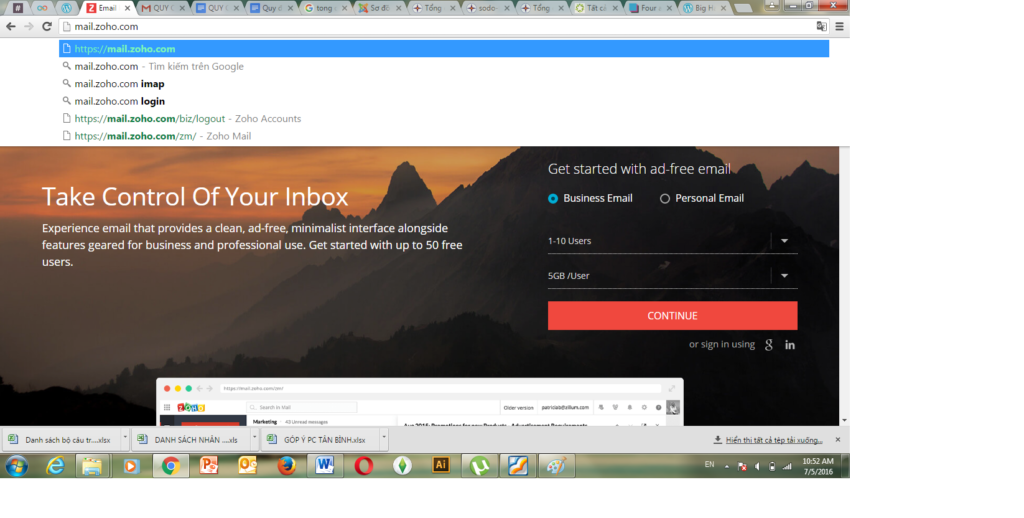 Email
QUY
QUY
Quy d
tong
Sơ đồ
Tổng
sodo-
Tổng
Tất cả
Four
Big H
mail.zoho.com
https://mail.zoho.com
mail.zoho.com - Tìm kiếm trên Google
mail.zoho.com imap
mail.zoho.com login
https://mail.zoho.com/biz/logout - Zoho Accounts
https://mail.zoho.com/zm/ - Zoho Mail
Get started with ad-free email
Take Control Of Your Inbox
Business Email Personal Email
Experience email that provides a clean, ad-free, minimalist interface alongside
features geared for business and professional use. Get started with up to 50 free
users.
1-10 Users
5GB /User
CONTINUE
or sign in using
https://mail.zoho.com/zm/
ZOHO Search in Mail Older version
Marketing 43 Unread messages
Danh sách bô câu tr....xlsx DANH SÁCH NHÂN ....xls GÓP Ý PC TÂN BÌNH.xlsx Hiển thị tất cả tệp tải xuống...
EN 10:52 AM
7/5/2016